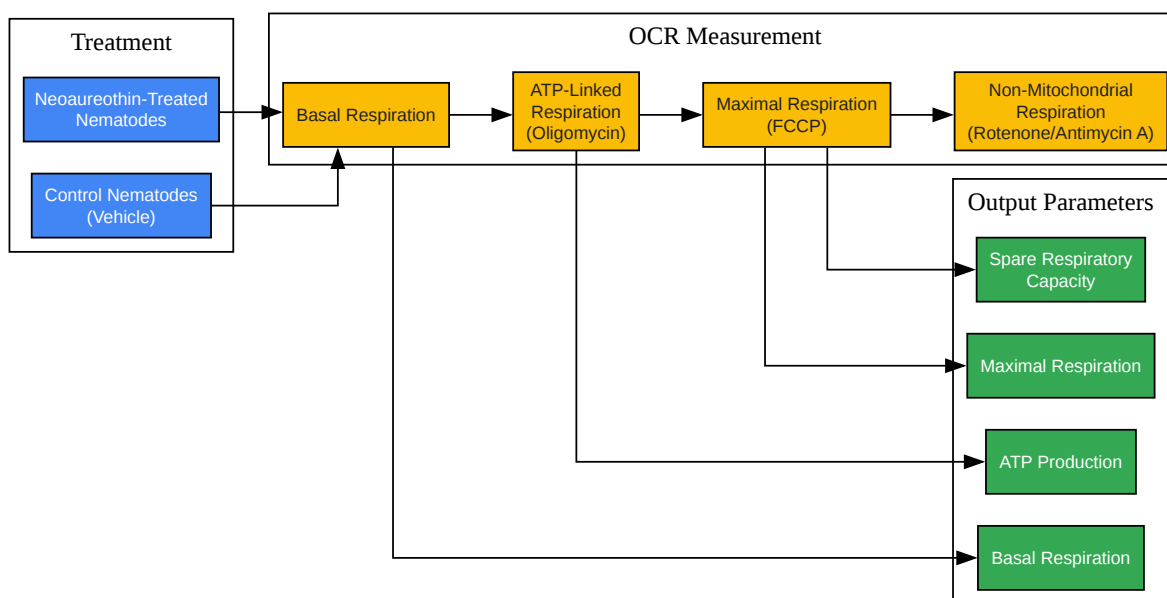 Treatment
Neoaureothin-Treated
Nematodes
Control Nematodes
(Vehicle)
OCR Measurement
Basal Respiration
ATP-Linked
Respiration
(Oligomycin)
Maximal Respiration
(FCCP)
Non-Mitochondrial
Respiration
(Rotenone/Antimycin A)
Output Parameters
Spare Respiratory
Capacity
Maximal Respiration
ATP Production
Basal Respiration